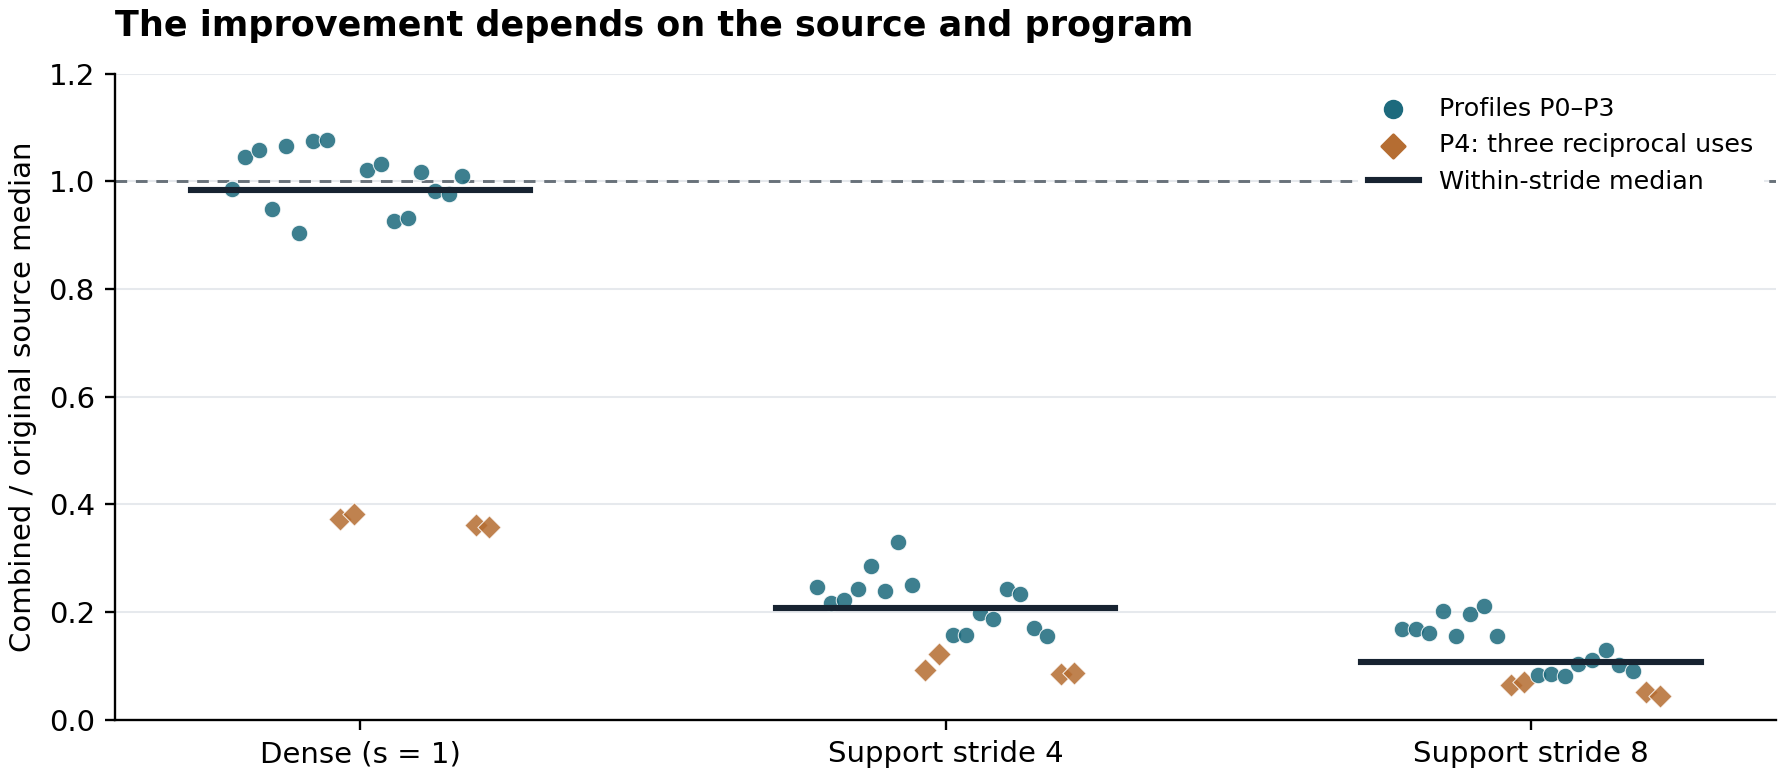 The improvement depends on the source and program
Combined / original source median
1.2
1.0
0.8
0.6
0.4
0.2
0.0
Profiles P0–P3
P4: three reciprocal uses
Within-stride median
Dense (s = 1)
Support stride 4
Support stride 8